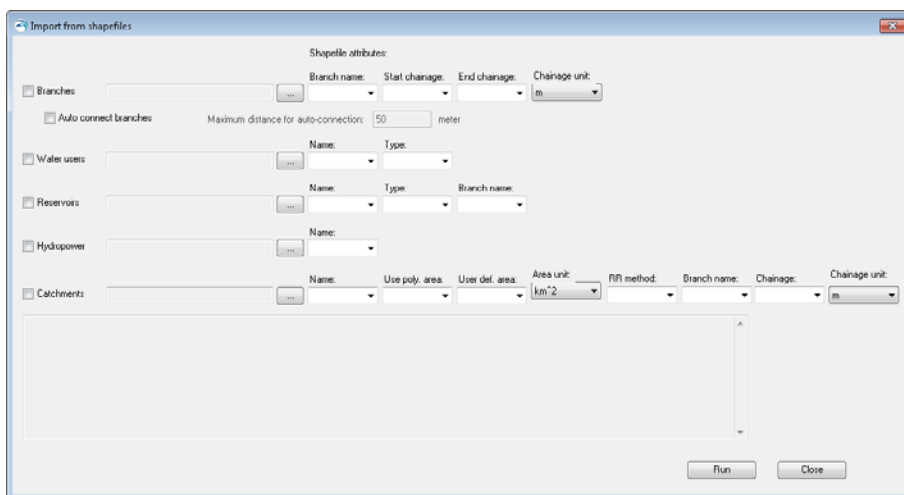 Import from shapefiles
Shapefile attributes:
Branch name: Start chainage: End chainage: Chainage unit:
Branches ... m
Auto connect branches Maximum distance for auto-connection: 50 meter
Name: Type:
Water users ...
Name: Type: Branch name:
Reservoirs ...
Name:
Hydropower ...
Name: Use poly. area: User def. area: Area unit: RR method: Branch name: Chainage: Chainage unit:
Catchments ... km^2 m
Run Close